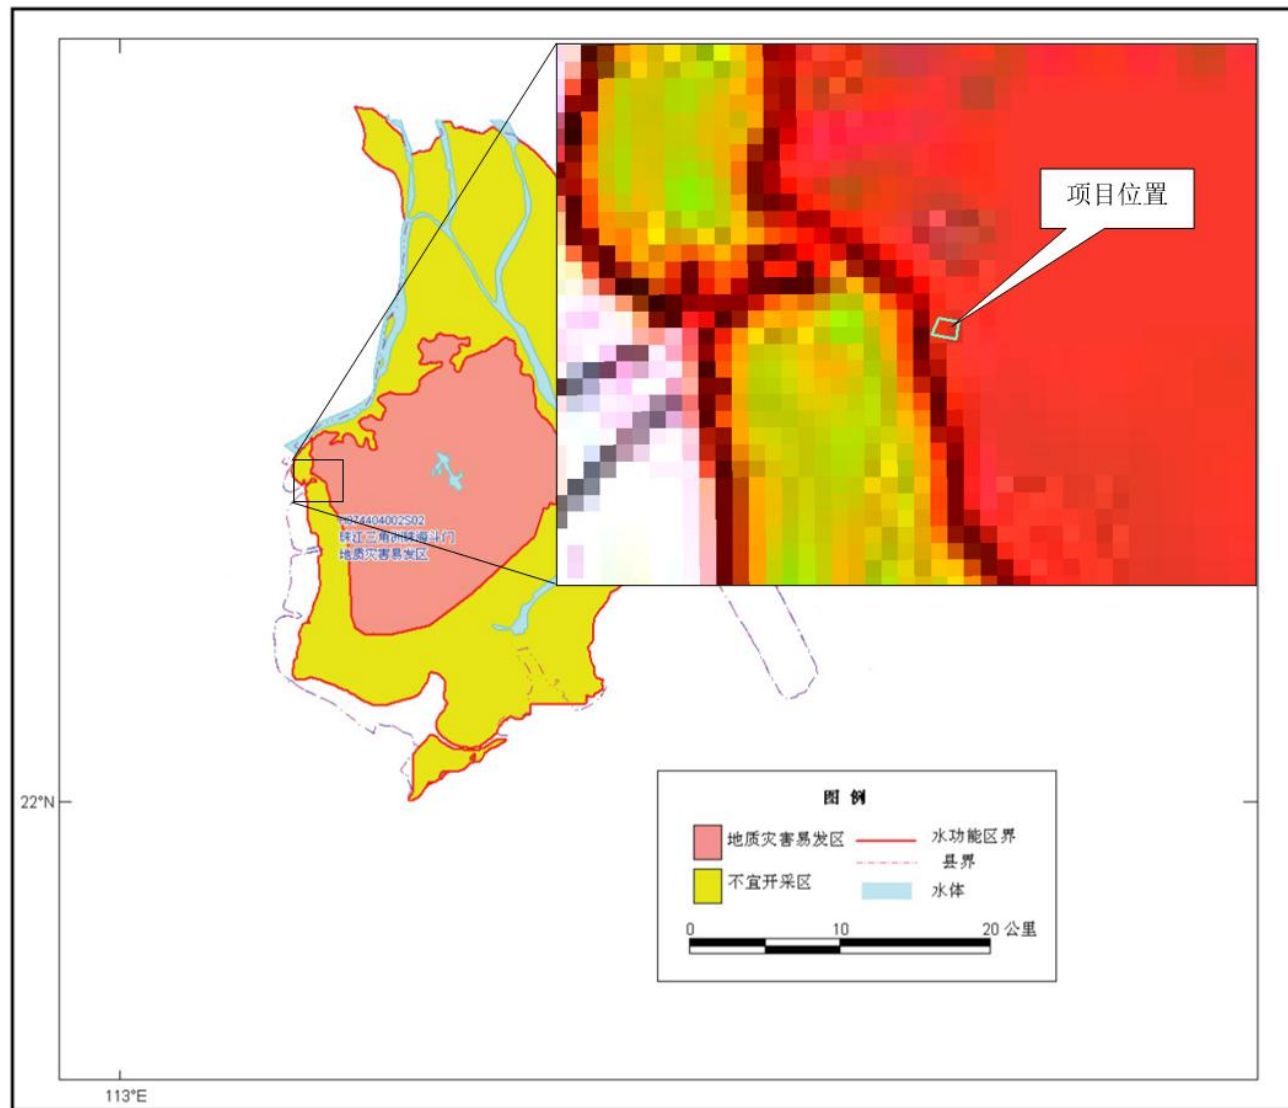 项目位置
H074404002S02
珠江三角洲珠海斗门
地质灾害易发区
22°N
图 例
地质灾害易发区
水功能区界
县界
不宜开采区
水体
0 10 20 公里
113°E